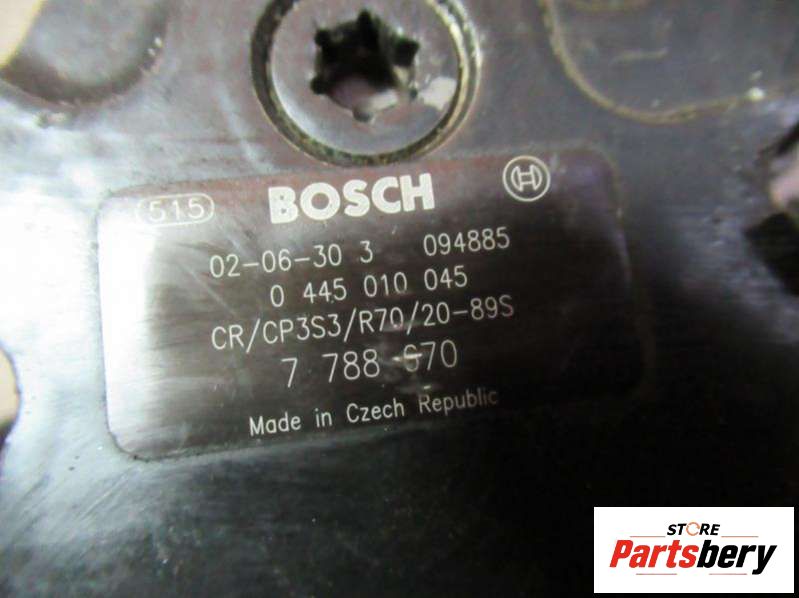 515 BOSCH
02-06-30 3 094885
0 445 010 045
CR/CP3S3/R70/20-89S
7 788 670
Made in Czech Republic
STORE
Partsbery